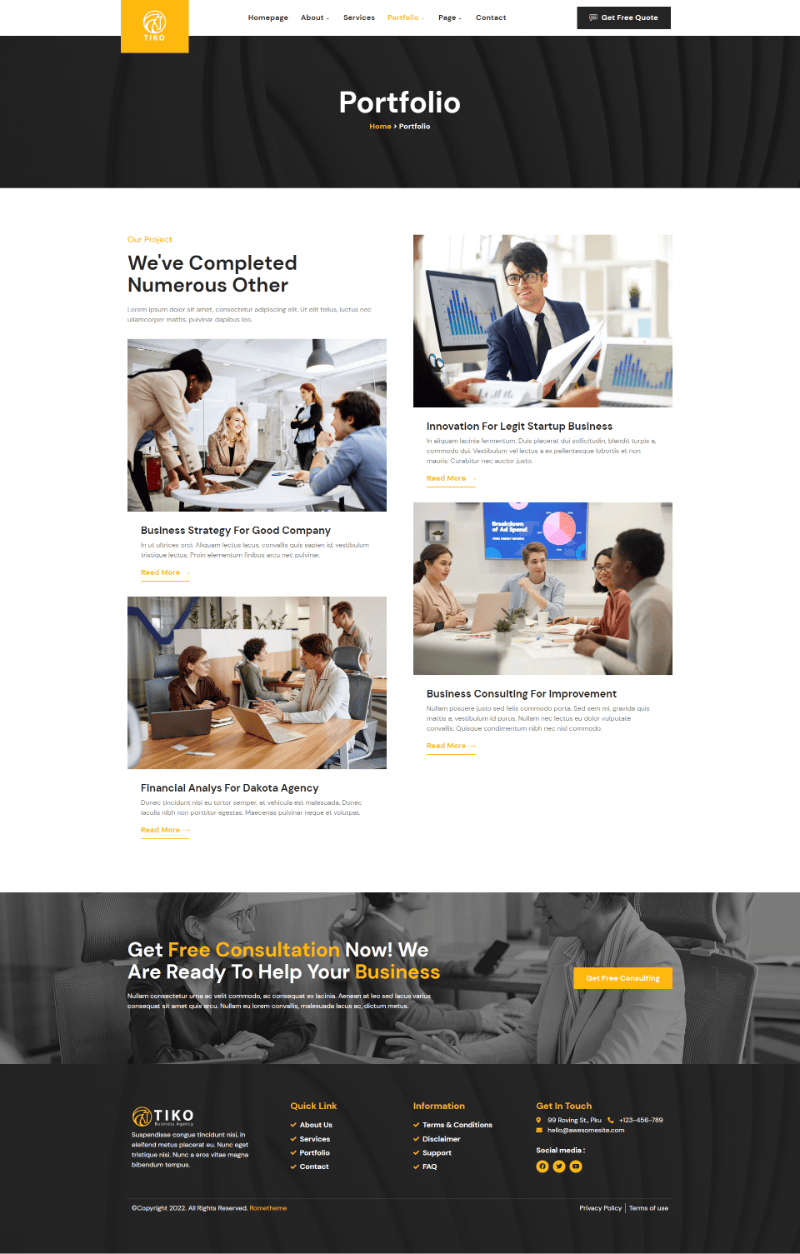 TIKO
Homepage
About
Services
Portfolio
Page
Contact
Get Free Quote
Portfolio
Home > Portfolio
Our Project
We've Completed
Numerous Other
Lorem ipsum dolor sit amet, consectetur adipiscing elit. Ut elit tellus, luctus nec
ullamcorper mattis, pulvinar dapibus leo.
Business Strategy For Good Company
In ut ultrices orci. Aliquam lectus lacus, convallis quis sapien id, vestibulum
tristique lectus. Proin elementum finibus arcu nec pulvinar.
Read More →
Financial Analys For Dakota Agency
Donec tincidunt nisl eu tortor semper, at vehicula est malesuada. Donec
iaculis nibh non porttitor egestas. Maecenas pulvinar neque et volutpat.
Read More →
Innovation For Legit Startup Business
In aliquam lacinia fermentum. Duis placerat dui sollicitudin, blandit turpis a,
commodo dui. Vestibulum vel lectus a ex pellentesque lobortis et non
mauris. Curabitur nec auctor justo.
Read More →
Breakdown
of Ad Spend
Business Consulting For Improvement
Nullam posuere justo sed felis commodo porta. Sed sem mi, gravida quis
mattis a, vestibulum id purus. Nullam nec lectus eu dolor vulputate
convallis. Quisque condimentum nibh nec nisl commodo.
Read More →
Get Free Consultation Now! We
Are Ready To Help Your Business
Nullam consectetur urna ac velit commodo, ac consequat ex lacinia. Aenean at leo sed lacus varius
consequat sit amet quis arcu. Nullam eu lorem convallis, malesuada lacus ac, dictum metus.
Get Free Consulting
TIKO
Business Agency
Suspendisse congue tincidunt nisl, in
eleifend metus placerat eu. Nunc eget
tristique nisl. Nunc a eros vitae magna
bibendum tempus.
Quick Link
About Us
Services
Portfolio
Contact
Information
Terms & Conditions
Disclaimer
Support
FAQ
Get In Touch
99 Roving St., Pku
+123-456-789
hello@awesomesite.com
Social media :
©Copyright 2022. All Rights Reserved. Rometheme
Privacy Policy
Terms of use